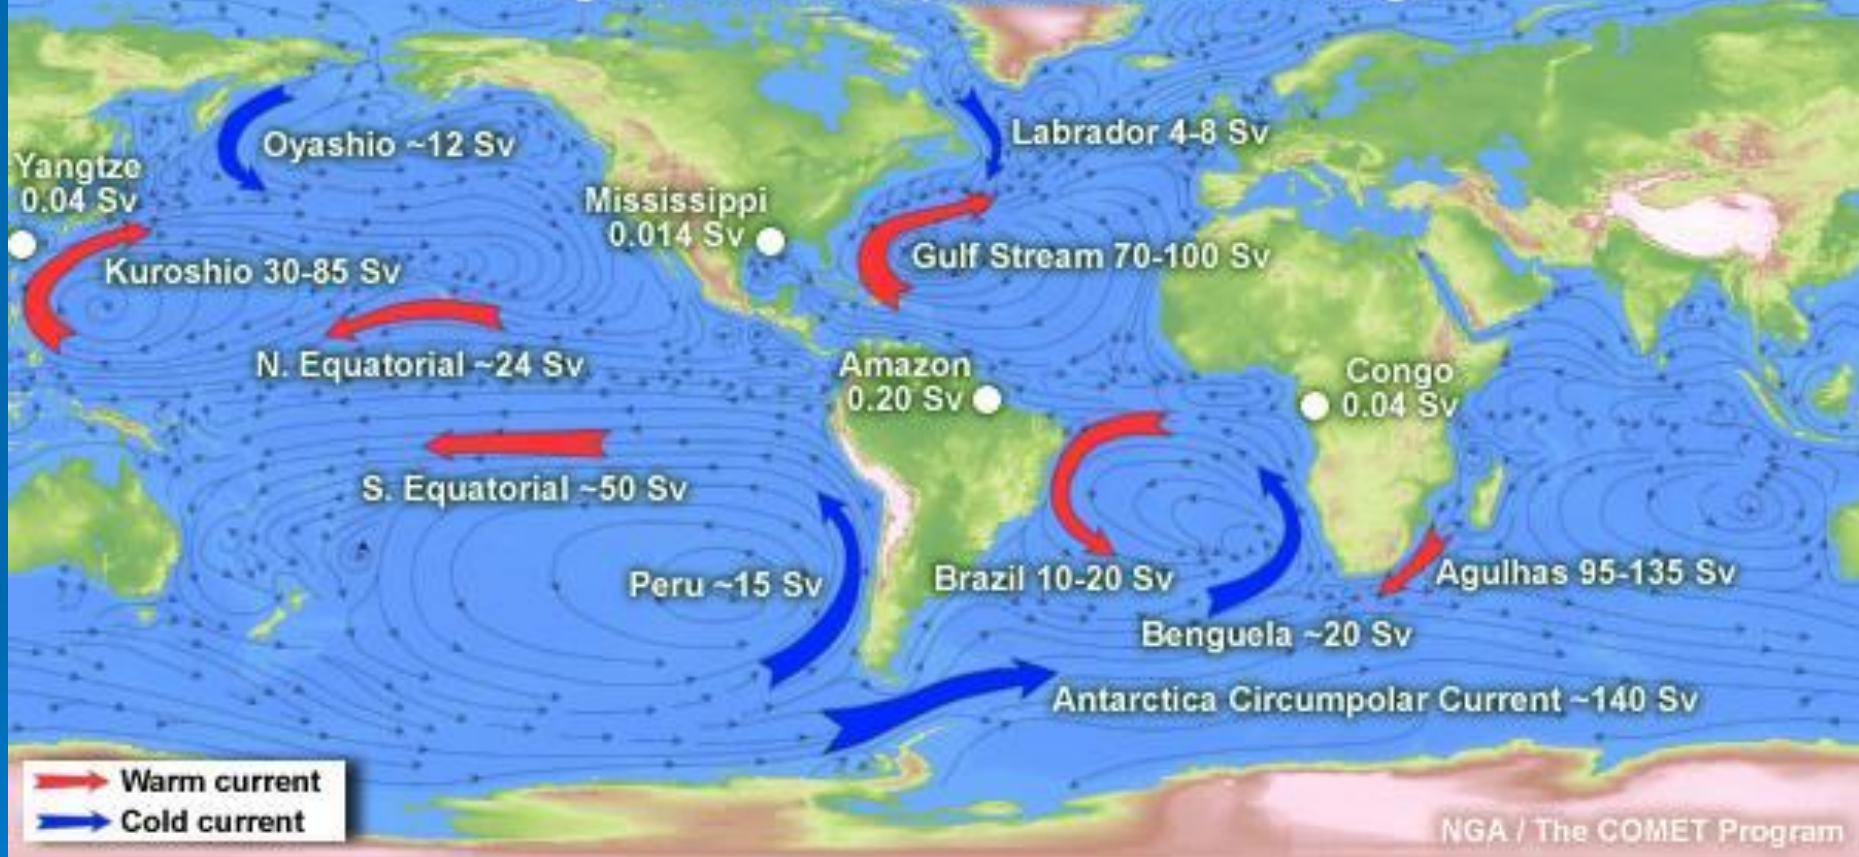 Labrador 4-8 Sv
Oyashio ~12 Sv
Yangtze
0.04 Sv
Mississippi
0.014 Sv
Gulf Stream 70-100 Sv
Kuroshio 30-85 Sv
N. Equatorial ~24 Sv
Amazon
0.20 Sv
Congo
0.04 Sv
S. Equatorial ~50 Sv
Peru ~15 Sv
Brazil 10-20 Sv
Agulhas 95-135 Sv
Benguela ~20 Sv
Antarctica Circumpolar Current ~140 Sv
Warm current
Cold current
NGA / The COMET Program